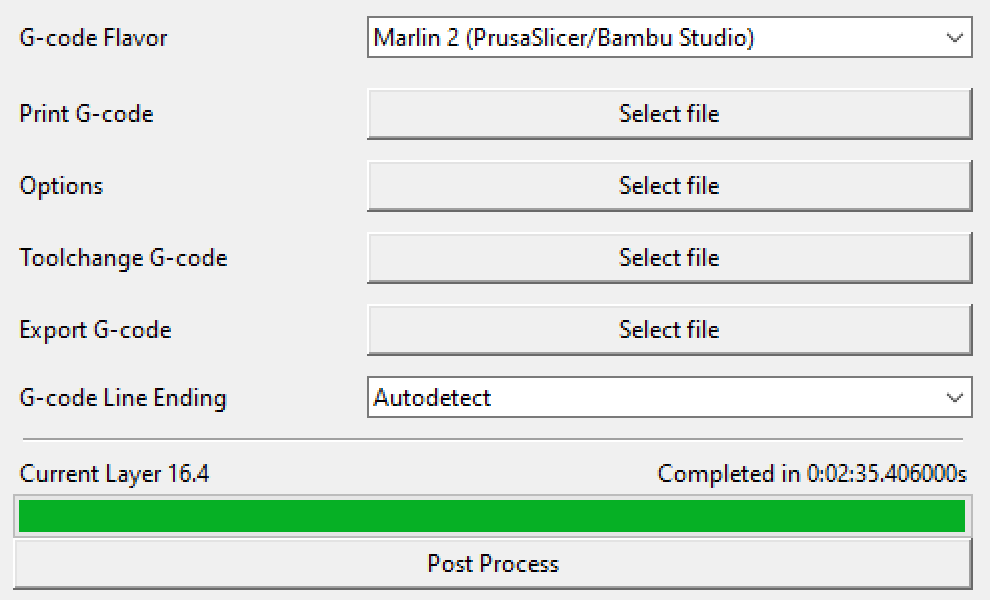 G-code Flavor Marlin 2 (PrusaSlicer/Bambu Studio)
Print G-code Select file
Options Select file
Toolchange G-code Select file
Export G-code Select file
G-code Line Ending Autodetect
Current Layer 16.4 Completed in 0:02:35.406000s
Post Process